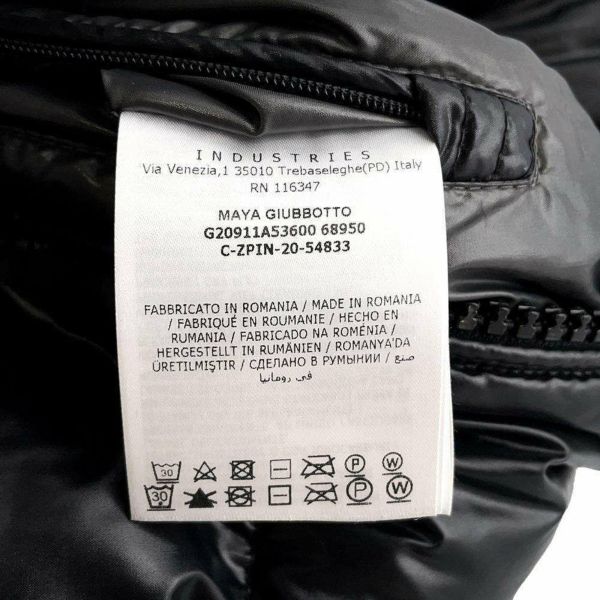 INDUSTRIES
Via Venezia,1 35010 Trebaseleghe(PD) Italy
RN 116347
MAYA GIUBBOTTO
G20911A53600 68950
C-ZPIN-20-54833
FABBRICATO IN ROMANIA / MADE IN ROMANIA
/ FABRIQUÉ EN ROUMANIE / HECHO EN
RUMANIA / FABRICADO NA ROMÉNIA /
HERGESTELLT IN RUMÄNIEN / ROMANYA'DA
ÜRETILMIŞTIR / СДЕЛАНО В РУМЫНИИ / صنع
في رومانيا
30 P W
30 P W